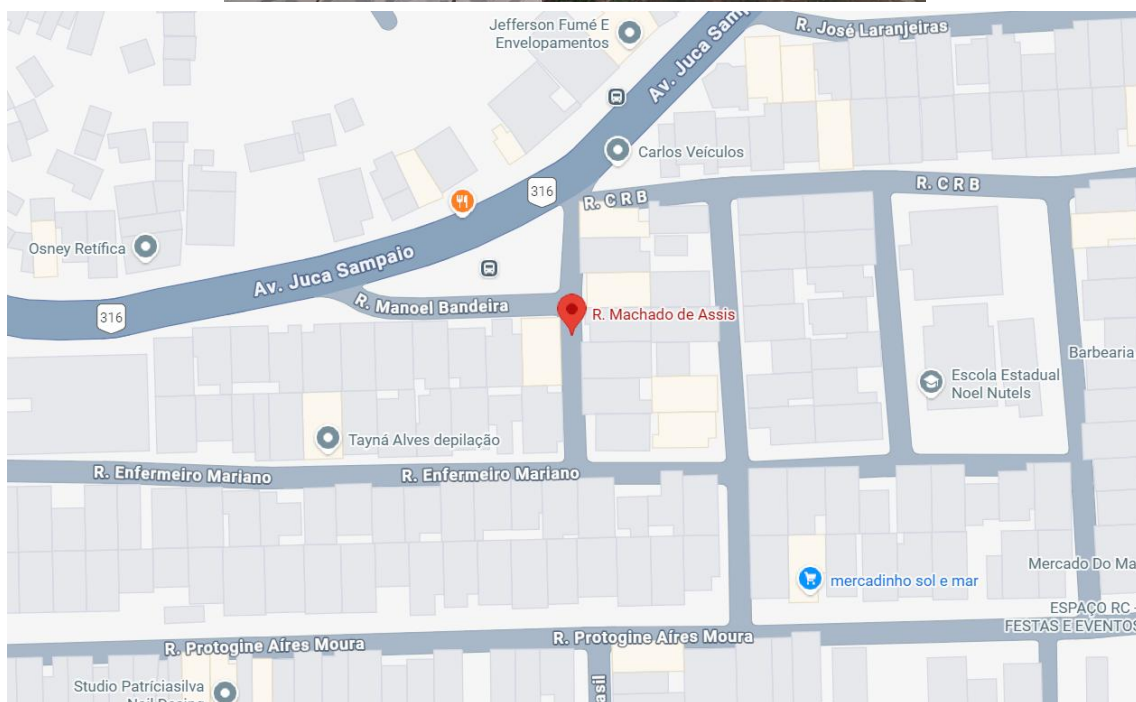 Jefferson Fumé E
Envelopamentos
R. José Laranjeiras
Av. Juca Samp
Carlos Veículos
316
R. C R B
R. C R B
Osney Retífica
Av. Juca Sampaio
316
R. Manoel Bandeira
R. Machado de Assis
Barbearia
Escola Estadual
Noel Nutels
Tayná Alves depilação
R. Enfermeiro Mariano
R. Enfermeiro Mariano
Mercado Do Ma
mercadinho sol e mar
ESPAÇO RC -
FESTAS E EVENTOS
R. Protogine Aíres Moura
R. Protogine Aíres Moura
Studio Patríciasilva
asil